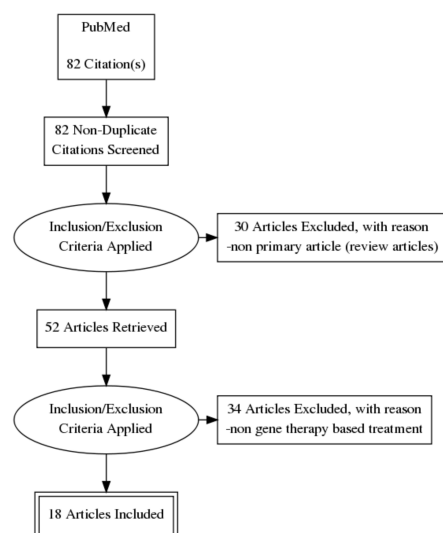 PubMed
82 Citation(s)
82 Non-Duplicate
Citations Screened
Inclusion/Exclusion
Criteria Applied
30 Articles Excluded, with reason
-non primary article (review articles)
52 Articles Retrieved
Inclusion/Exclusion
Criteria Applied
34 Articles Excluded, with reason
-non gene therapy based treatment
18 Articles Included